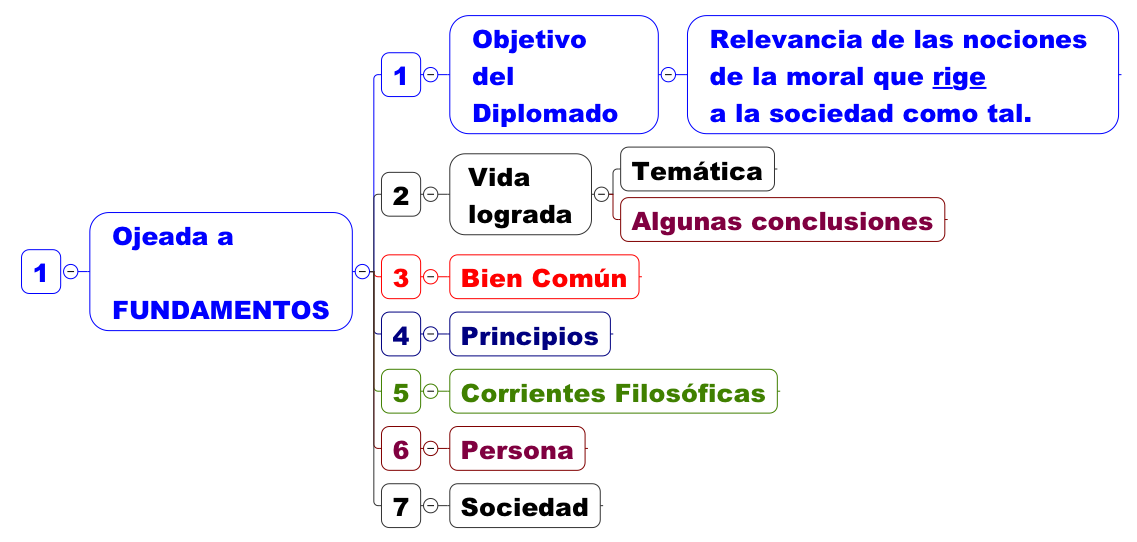 1
Ojeada a
FUNDAMENTOS
1
Objetivo
del
Diplomado
Relevancia de las nociones
de la moral que rige
a la sociedad como tal.
2
Vida
lograda
Temática
Algunas conclusiones
3
Bien Común
4
Principios
5
Corrientes Filosóficas
6
Persona
7
Sociedad